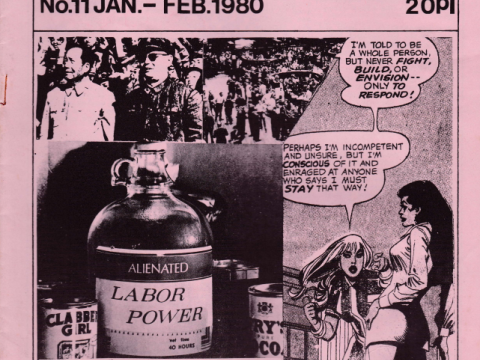 No.11 JAN.– FEB.1980
20P
I'M TOLD TO BE
A WHOLE PERSON,
BUT NEVER FIGHT,
BUILD, OR
ENVISION--
ONLY TO
RESPOND!
PERHAPS I'M INCOMPETENT
AND UNSURE, BUT I'M
CONSCIOUS OF IT AND
ENRAGED AT ANYONE
WHO SAYS I MUST
STAY THAT WAY!
ALIENATED
LABOR
POWER
40 HOURS
CLABBER
GIRL